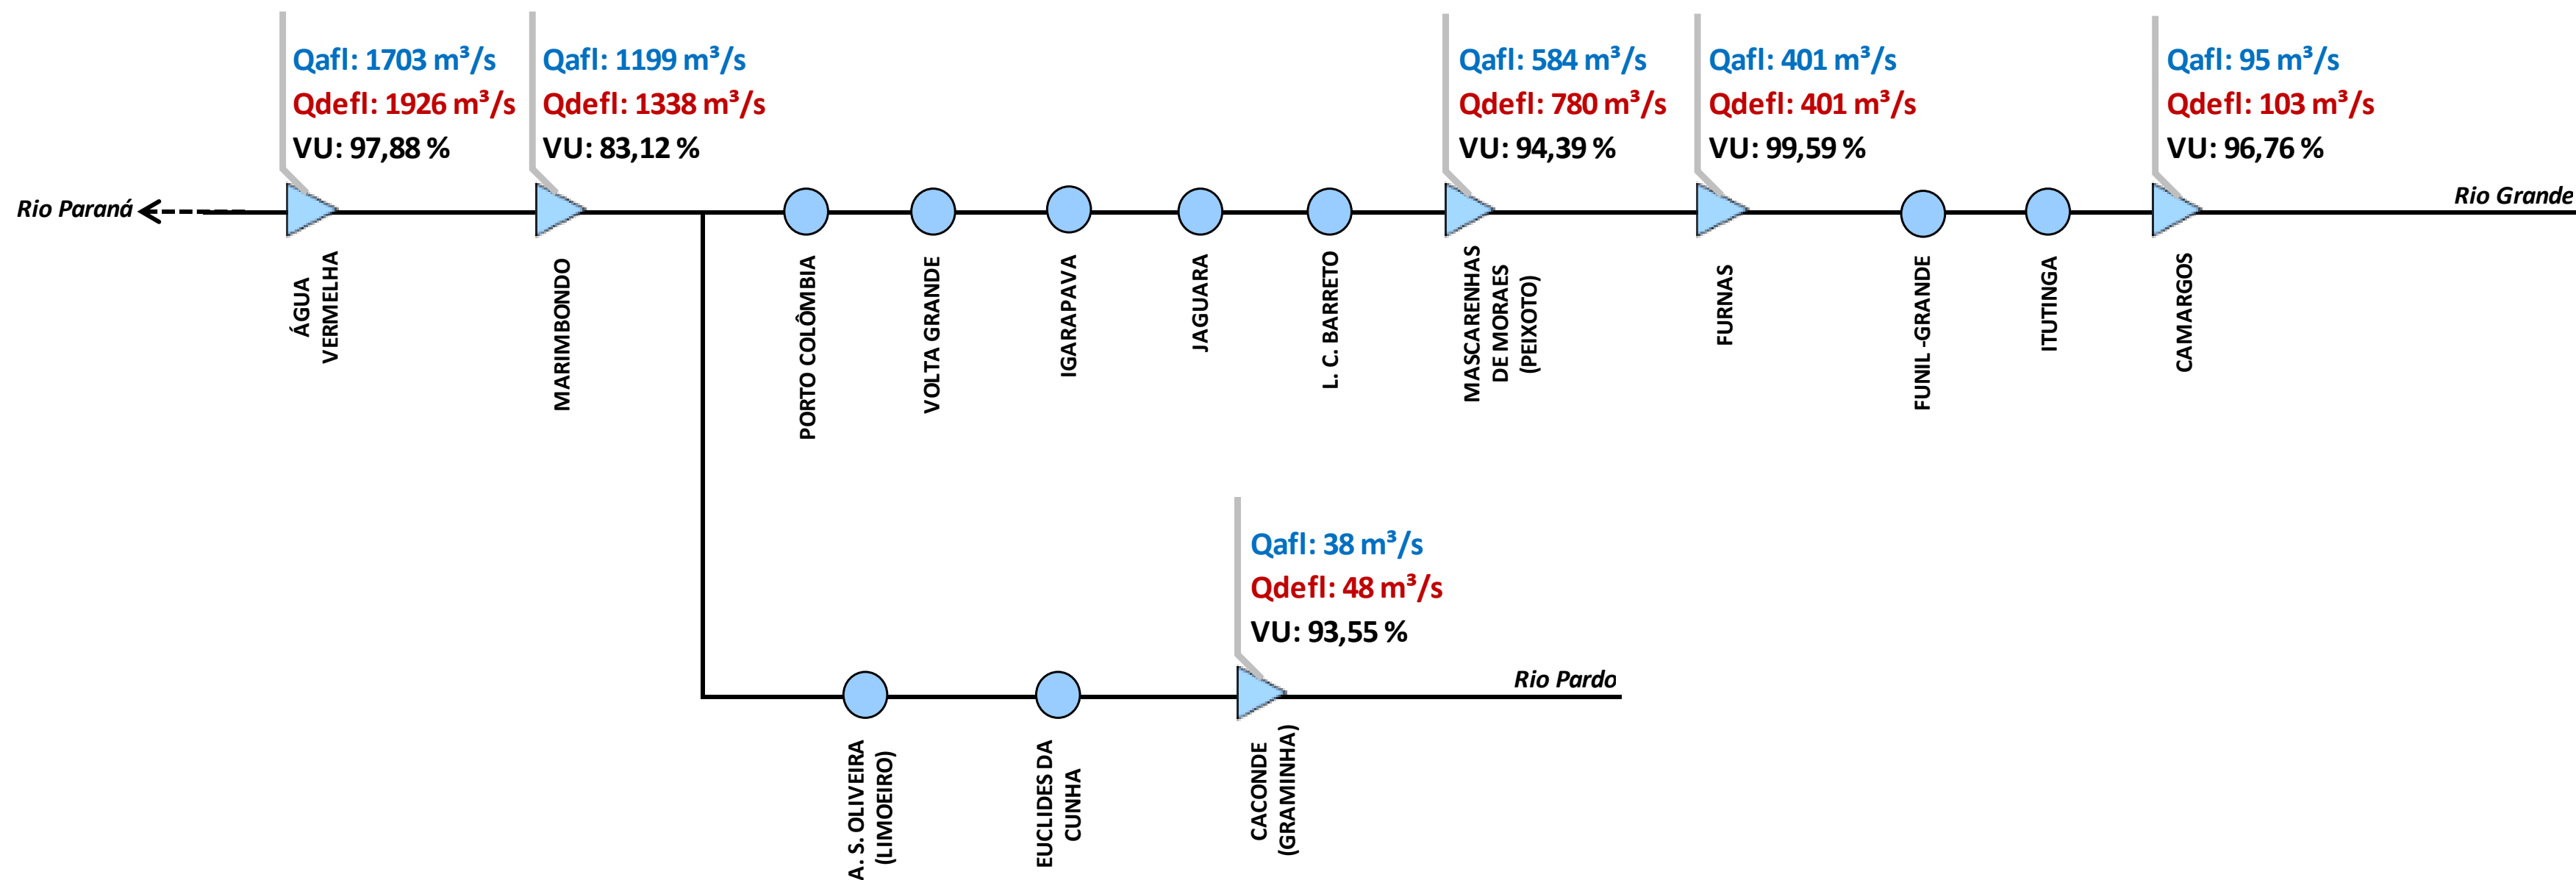 Qafl: 1703 m³/s
Qdefl: 1926 m³/s
VU: 97,88 %
Qafl: 1199 m³/s
Qdefl: 1338 m³/s
VU: 83,12 %
Qafl: 584 m³/s
Qdefl: 780 m³/s
VU: 94,39 %
Qafl: 401 m³/s
Qdefl: 401 m³/s
VU: 99,59 %
Qafl: 95 m³/s
Qdefl: 103 m³/s
VU: 96,76 %
Rio Paraná
Rio Grande
ÁGUA
VERMELHA
MARIMBONDO
PORTO COLÔMBIA
VOLTA GRANDE
IGARAPAVA
JAGUARA
L. C. BARRETO
MASCARENHAS
DE MORAES
(PEIXOTO)
FURNAS
FUNIL -GRANDE
ITUTINGA
CAMARGOS
Qafl: 38 m³/s
Qdefl: 48 m³/s
VU: 93,55 %
Rio Pardo
A. S. OLIVEIRA
(LIMOEIRO)
EUCLIDES DA
CUNHA
CACONDE
(GRAMINHA)